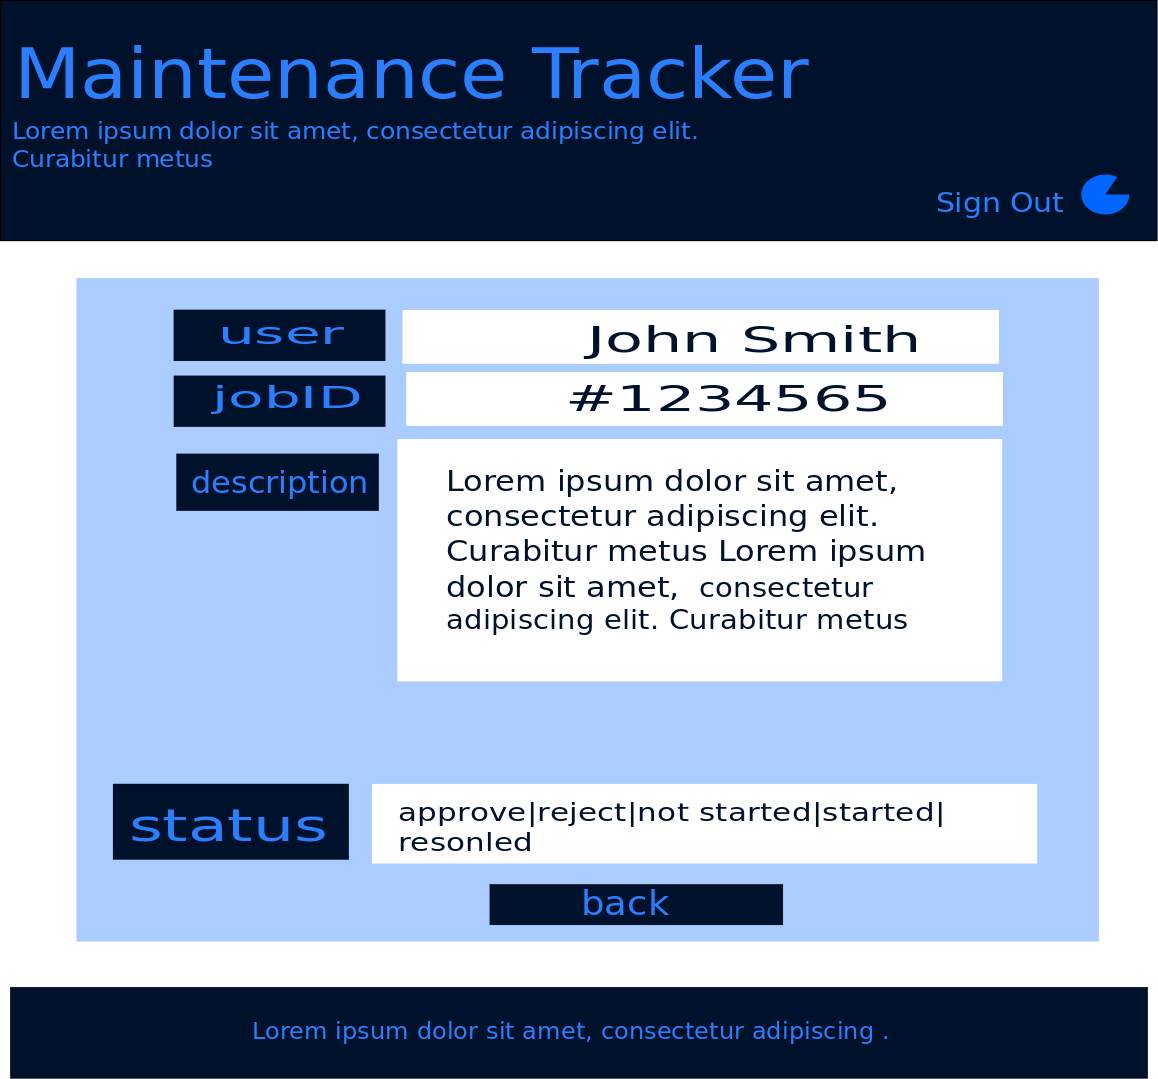 Maintenance Tracker
Lorem ipsum dolor sit amet, consectetur adipiscing elit.
Curabitur metus
Sign Out
user
John Smith
jobID
#1234565
description
Lorem ipsum dolor sit amet,
consectetur adipiscing elit.
Curabitur metus Lorem ipsum
dolor sit amet, consectetur
adipiscing elit. Curabitur metus
status
approve|reject|not started|started|
resonled
back
Lorem ipsum dolor sit amet, consectetur adipiscing .